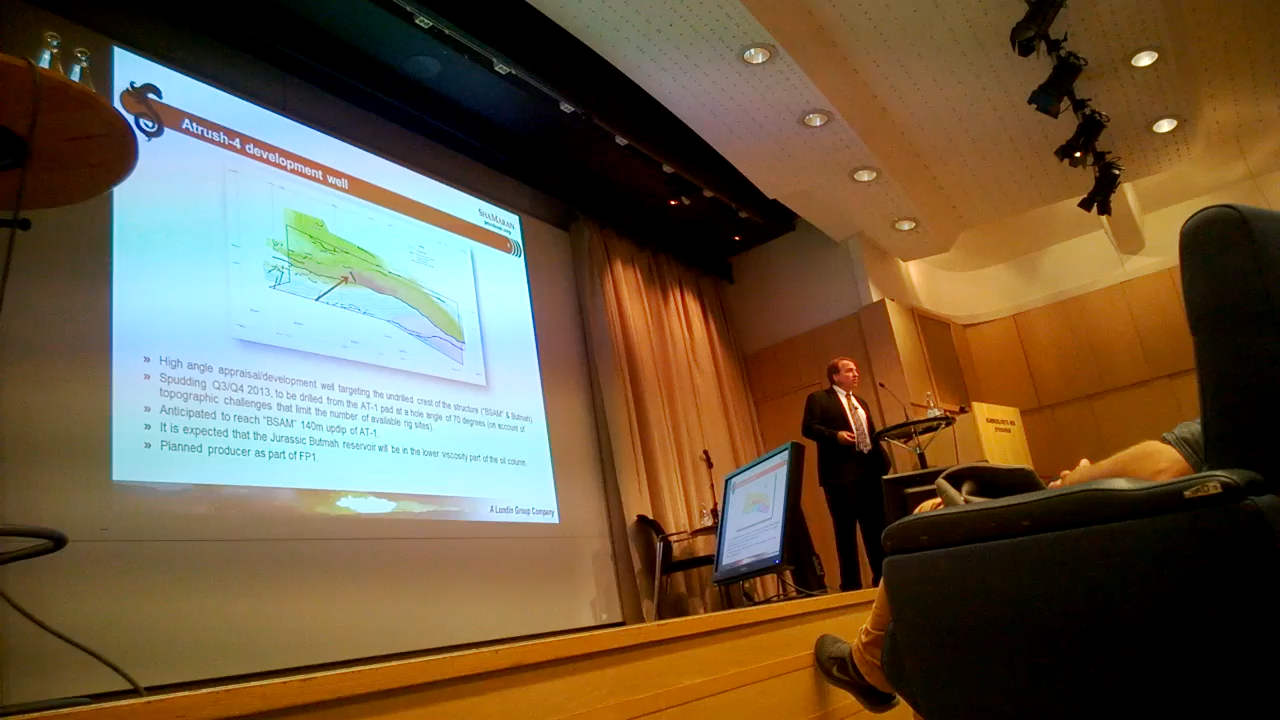 Atrush-4 development well
SHAMARAN
» High angle appraisal/development well targeting the undrilled crest of the structure ("BSAM" & Butmah)
» Spudding Q3/Q4 2013, to be drilled from the AT-1 pad at a hole angle of 70 degrees (on account of
topographic challenges that limit the number of available rig sites).
» Anticipated to reach "BSAM" 140m updip of AT-1.
» It is expected that the Jurassic Butmah reservoir will be in the lower viscosity part of the oil column.
» Planned producer as part of FP1.
A Lundin Group Company